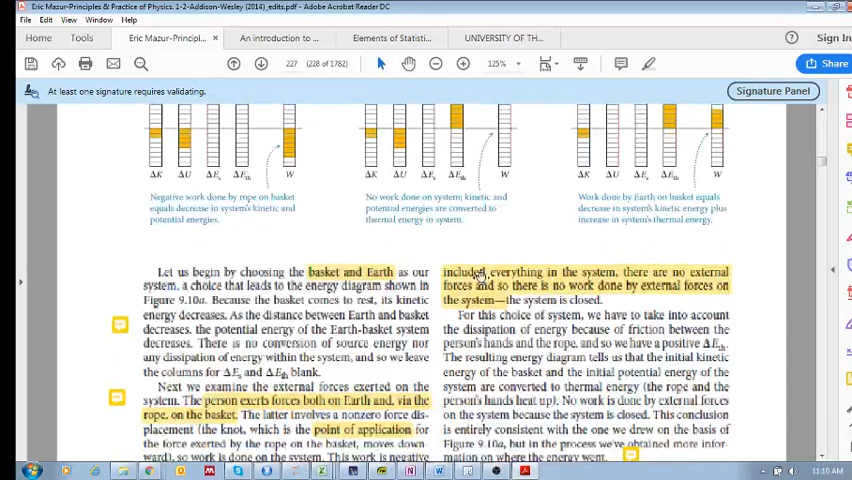 Eric Mazur-Principles & Practice of Physics. 1-2-Addison-Wesley (2014)_edits.pdf - Adobe Acrobat Reader DC
File Edit View Window Help
Home Tools Eric Mazur-Principl... × An introduction to ... Elements of Statisti... UNIVERSITY OF TH... Sign In
227 (228 of 1782) 125% Share
At least one signature requires validating. Signature Panel
ΔK ΔU ΔEs ΔEth W
ΔK ΔU ΔEs ΔEth W
ΔK ΔU ΔEs ΔEth W
Negative work done by rope on basket
equals decrease in system's kinetic and
potential energies.
No work done on system; kinetic and
potential energies are converted to
thermal energy in system.
Work done by Earth on basket equals
decrease in system's kinetic energy plus
increase in system's thermal energy.
Let us begin by choosing the basket and Earth as our
system, a choice that leads to the energy diagram shown in
Figure 9.10a. Because the basket comes to rest, its kinetic
energy decreases. As the distance between Earth and basket
decreases, the potential energy of the Earth-basket system
decreases. There is no conversion of source energy nor
any dissipation of energy within the system, and so we leave
the columns for ΔEs and ΔEth blank.
Next we examine the external forces exerted on the
system. The person exerts forces both on Earth and, via the
rope, on the basket. The latter involves a nonzero force dis-
placement (the knot, which is the point of application for
the force exerted by the rope on the basket, moves down-
ward), so work is done on the system. This work is negative
included everything in the system, there are no external
forces and so there is no work done by external forces on
the system—the system is closed.
For this choice of system, we have to take into account
the dissipation of energy because of friction between the
person's hands and the rope, and so we have a positive ΔEth.
The resulting energy diagram tells us that the initial kinetic
energy of the basket and the initial potential energy of the
system are converted to thermal energy (the rope and the
person's hands heat up). No work is done by external forces
on the system because the system is closed. This conclusion
is entirely consistent with the one we drew on the basis of
Figure 9.10a, but in the process we've obtained more infor-
mation on where the energy went.
11:10 AM